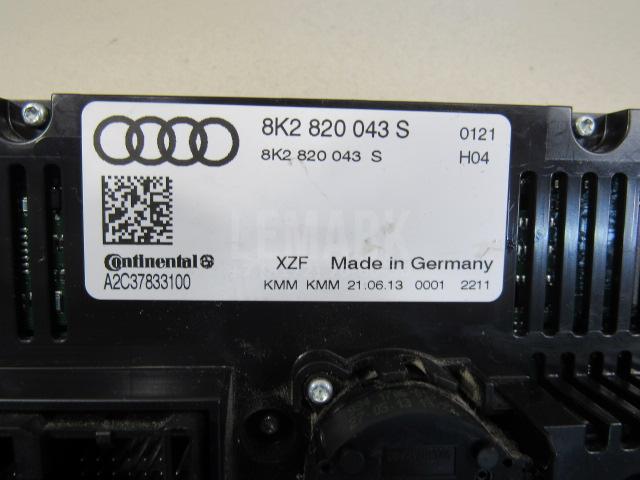 8K2 820 043 S 0121
8K2 820 043 S H04
LEMARK
Continental
XZF Made in Germany
A2C37833100
KMM KMM 21.06.13 0001 2211